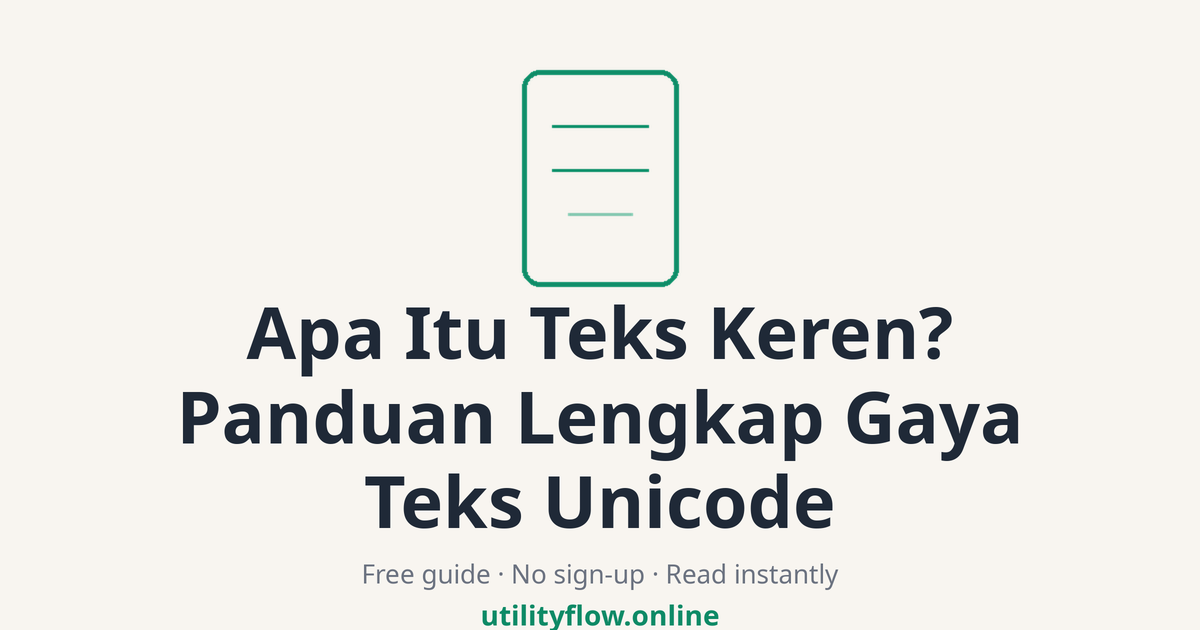 Apa Itu Teks Keren?
Panduan Lengkap Gaya
Teks Unicode
Free guide · No sign-up · Read instantly
utilityflow.online